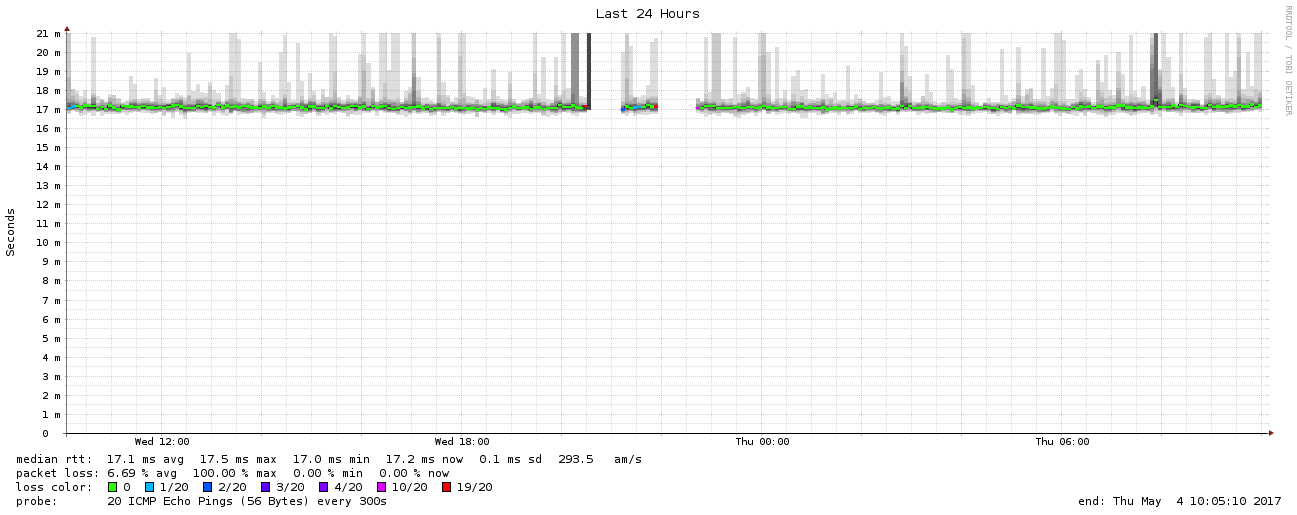 Last 24 Hours
RRDTOOL / TOBI OETIKER
Seconds
21 m
20 m
19 m
18 m
17 m
16 m
15 m
14 m
13 m
12 m
11 m
10 m
9 m
8 m
7 m
6 m
5 m
4 m
3 m
2 m
1 m
0
Wed 12:00 Wed 18:00 Thu 00:00 Thu 06:00
median rtt: 17.1 ms avg 17.5 ms max 17.0 ms min 17.2 ms now 0.1 ms sd 293.5 am/s
packet loss: 6.69 % avg 100.00 % max 0.00 % min 0.00 % now
loss color: 0 1/20 2/20 3/20 4/20 10/20 19/20
probe: 20 ICMP Echo Pings (56 Bytes) every 300s end: Thu May 4 10:05:10 2017